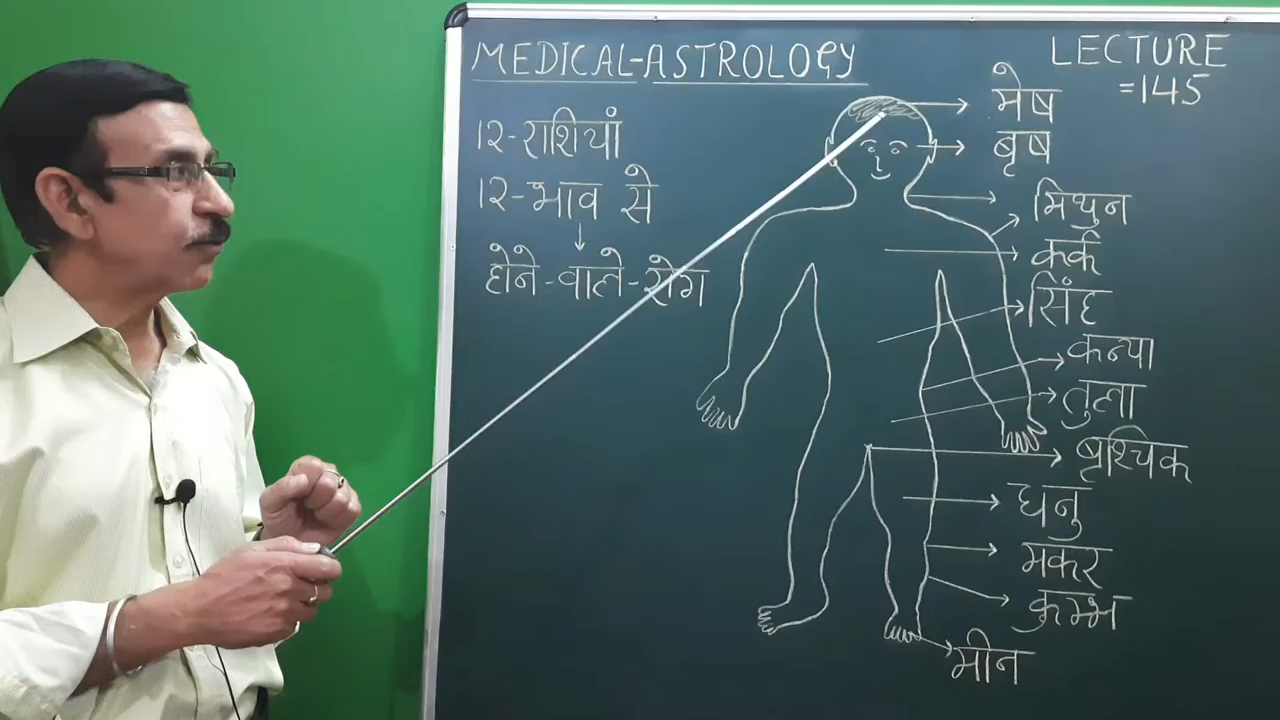 MEDICAL-ASTROLOGY
LECTURE
=145
१२-राशियां
१२-भाव से
होने-वाले-रोग
मेष
बृष
मिथुन
कर्क
सिंह
कन्या
तुला
बृश्चिक
धनु
मकर
कुम्भ
मीन